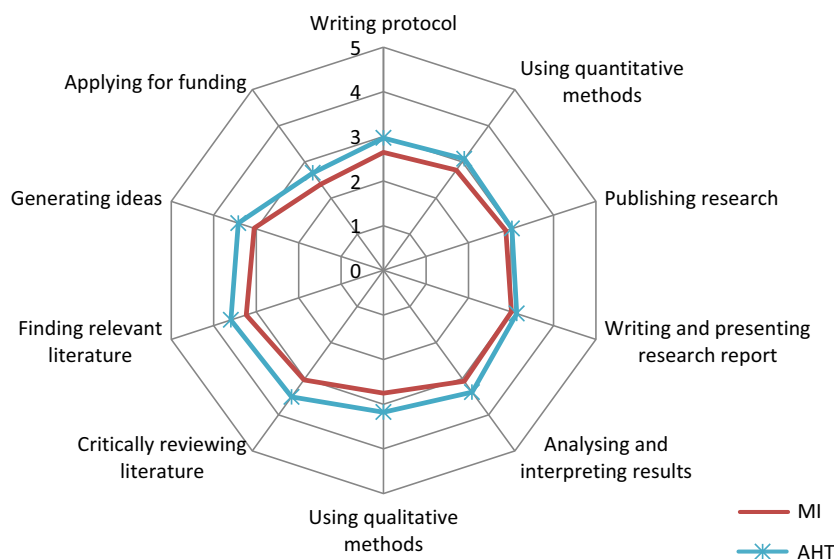 Writing protocol
5
4
3
2
1
0
Using quantitative
methods
Publishing research
Writing and presenting
research report
Analysing and
interpreting results
Using qualitative
methods
Critically reviewing
literature
Finding relevant
literature
Generating ideas
Applying for funding
MI
AHT